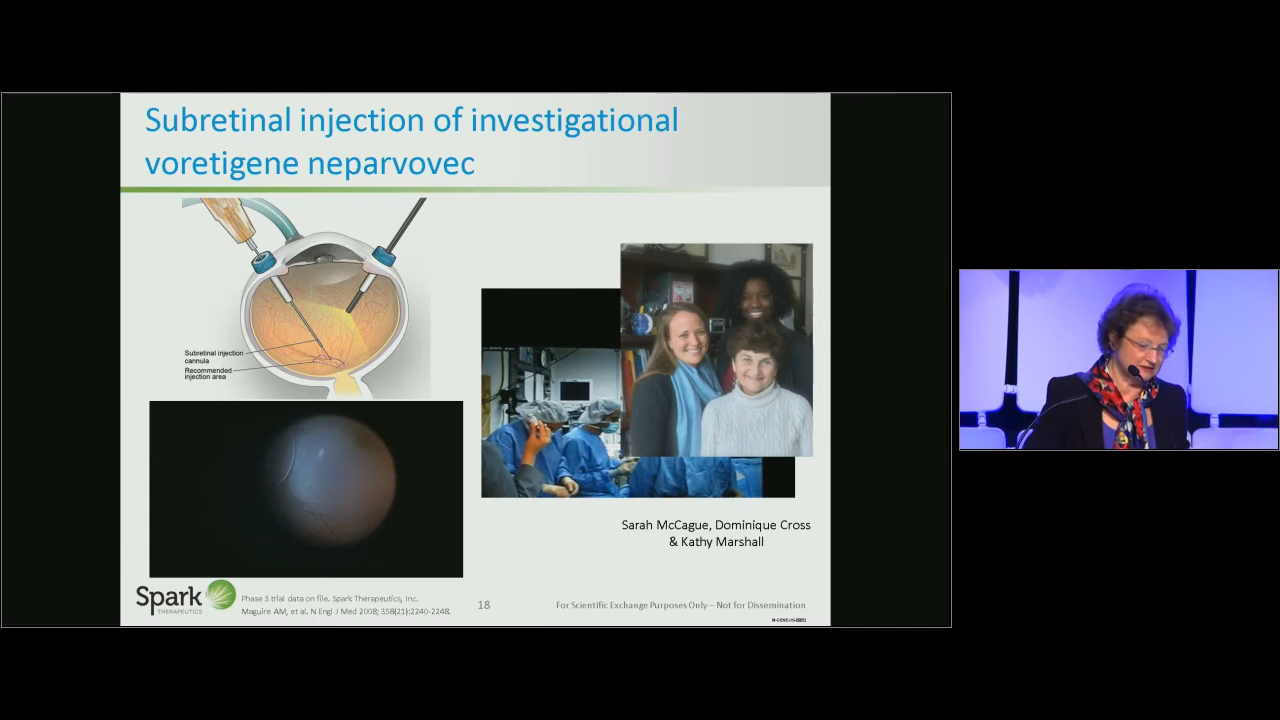 Subretinal injection of investigational
voretigene neparvovec
Subretinal injection
cannula
Recommended
injection area
Sarah McCague, Dominique Cross
& Kathy Marshall
Spark
THERAPEUTICS
Phase 3 trial data on file. Spark Therapeutics, Inc.
Maguire AM, et al. N Engl J Med 2008; 358(21):2240-2248.
18
For Scientific Exchange Purposes Only – Not for Dissemination